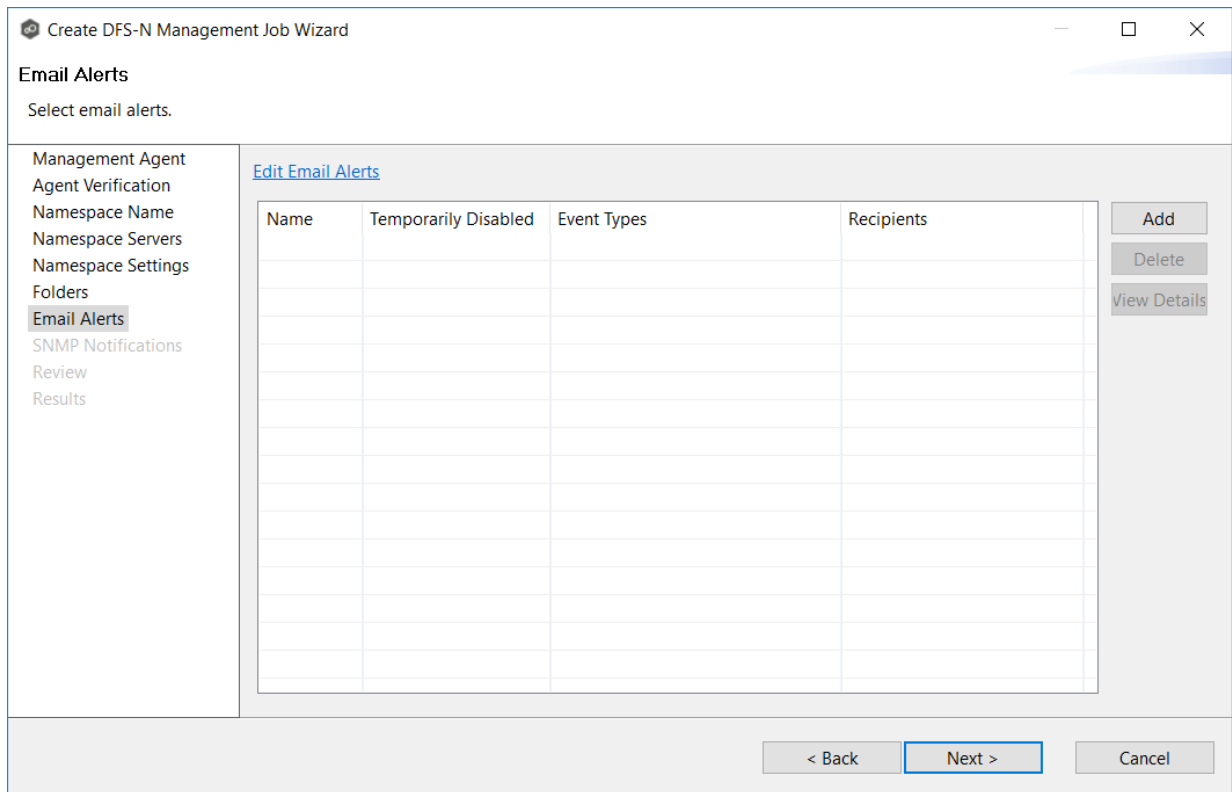 Create DFS-N Management Job Wizard
Email Alerts
Select email alerts.
Management Agent
Agent Verification
Namespace Name
Namespace Servers
Namespace Settings
Folders
Email Alerts
SNMP Notifications
Review
Results
Edit Email Alerts
Name Temporarily Disabled Event Types Recipients
Add
Delete
View Details
< Back Next > Cancel